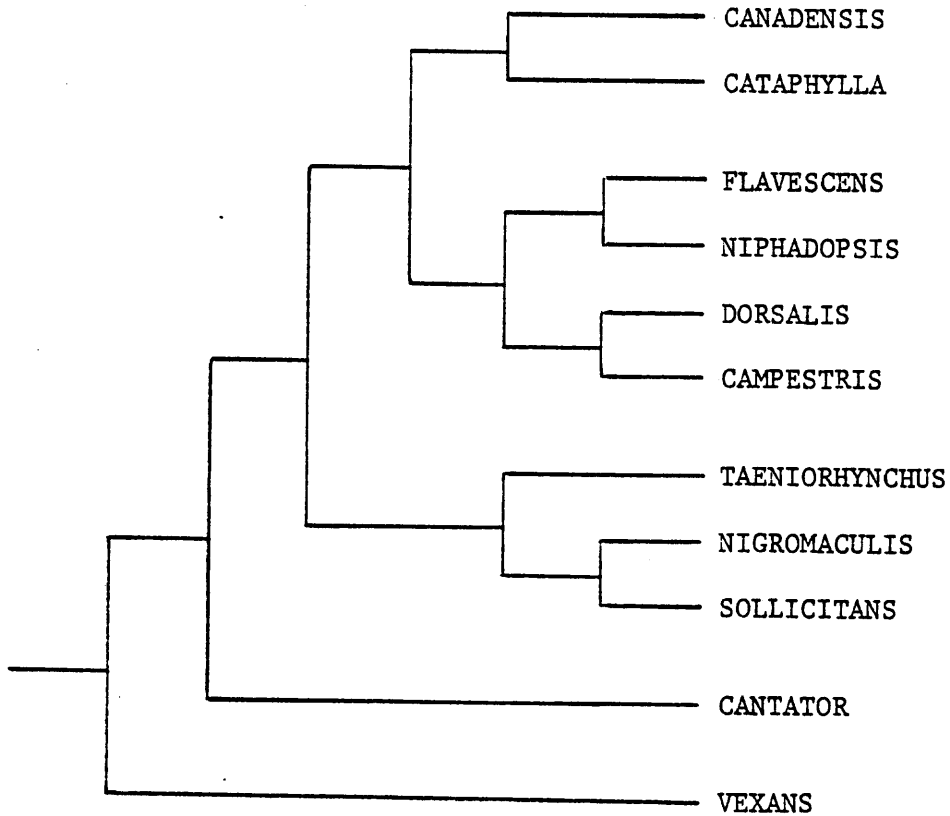 CANADENSIS
CATAPHYLLA
FLAVESCENS
NIPHADOPSIS
DORSALIS
CAMPESTRIS
TAENIORHYNCHUS
NIGROMACULIS
SOLLICITANS
CANTATOR
VEXANS